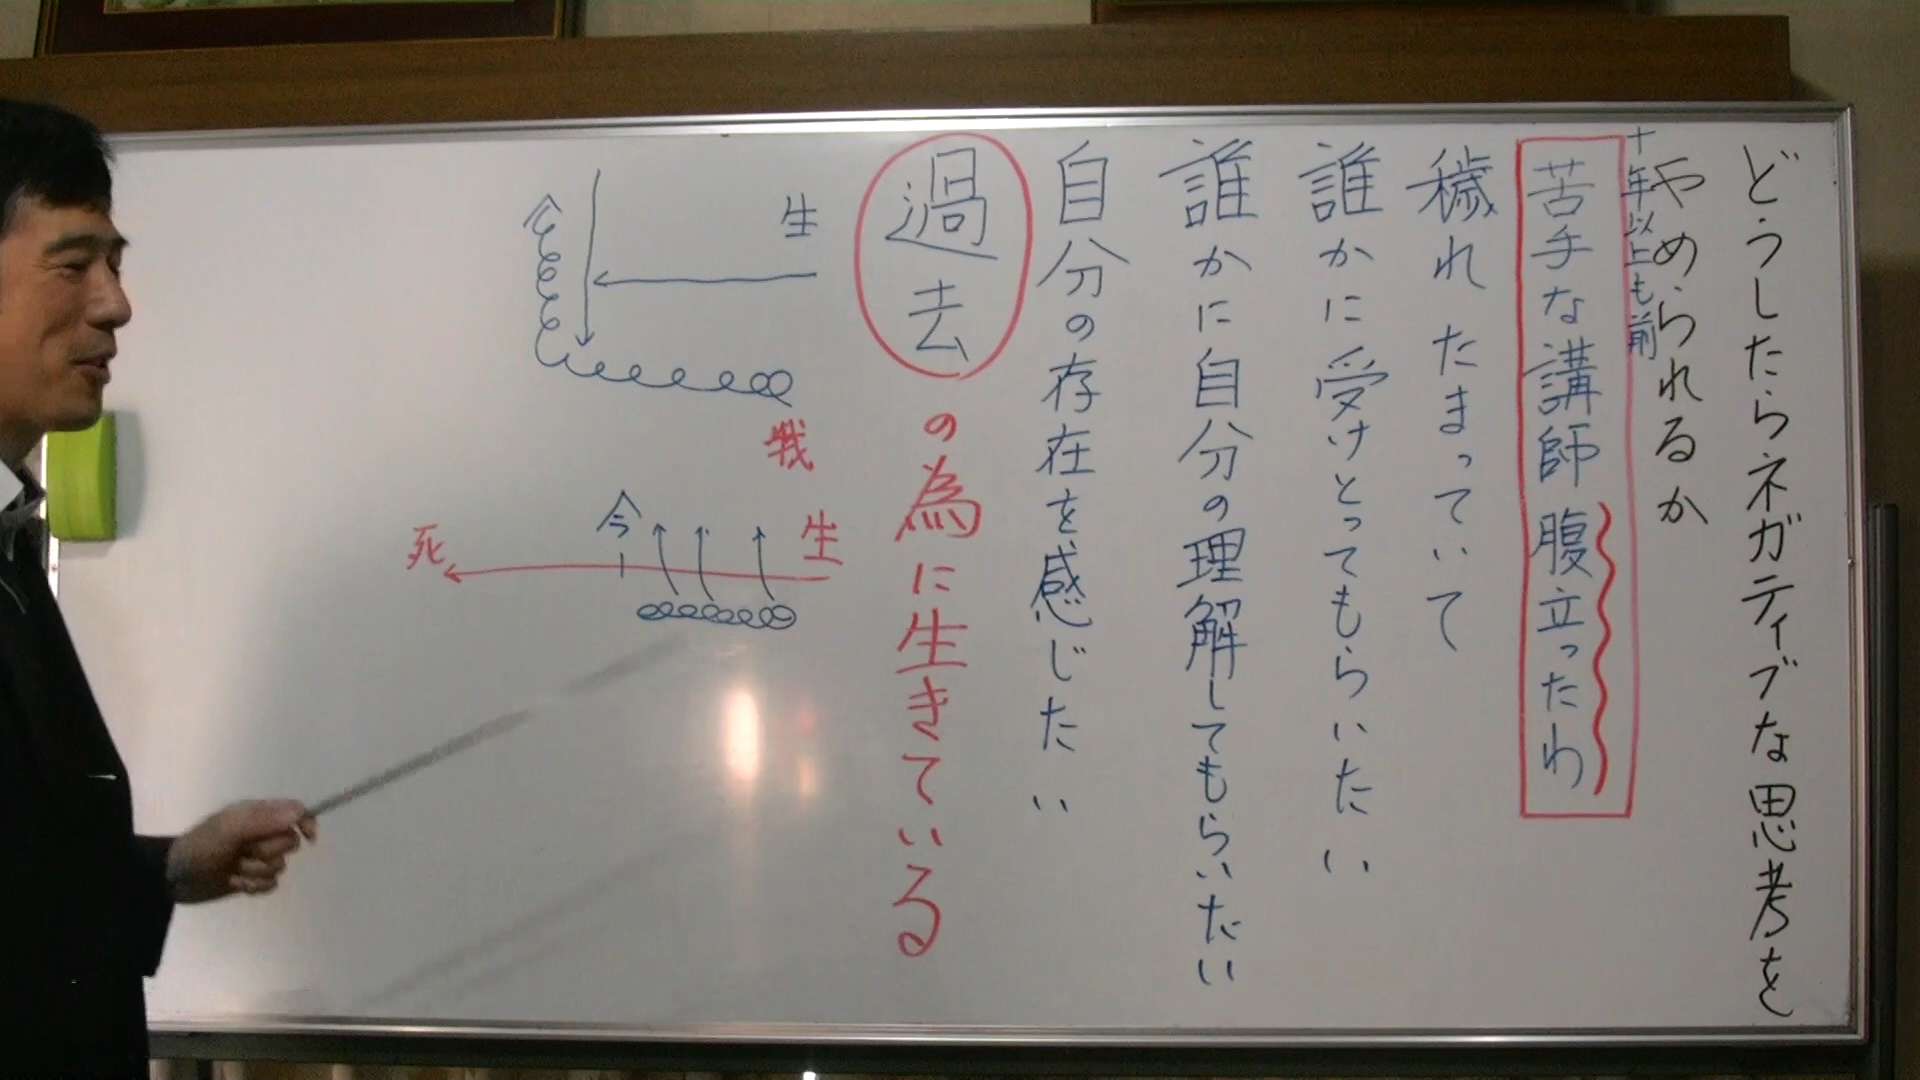 どうしたらネガティブな思考を
やめられるか
十年以上も前
苦手な講師腹立ったわ
穢れたまっていて
誰かに受けとってもらいたい
誰かに自分の理解してもらいたい
自分の存在を感じたい
過去の為に生きている
生
今
我
生
今
死